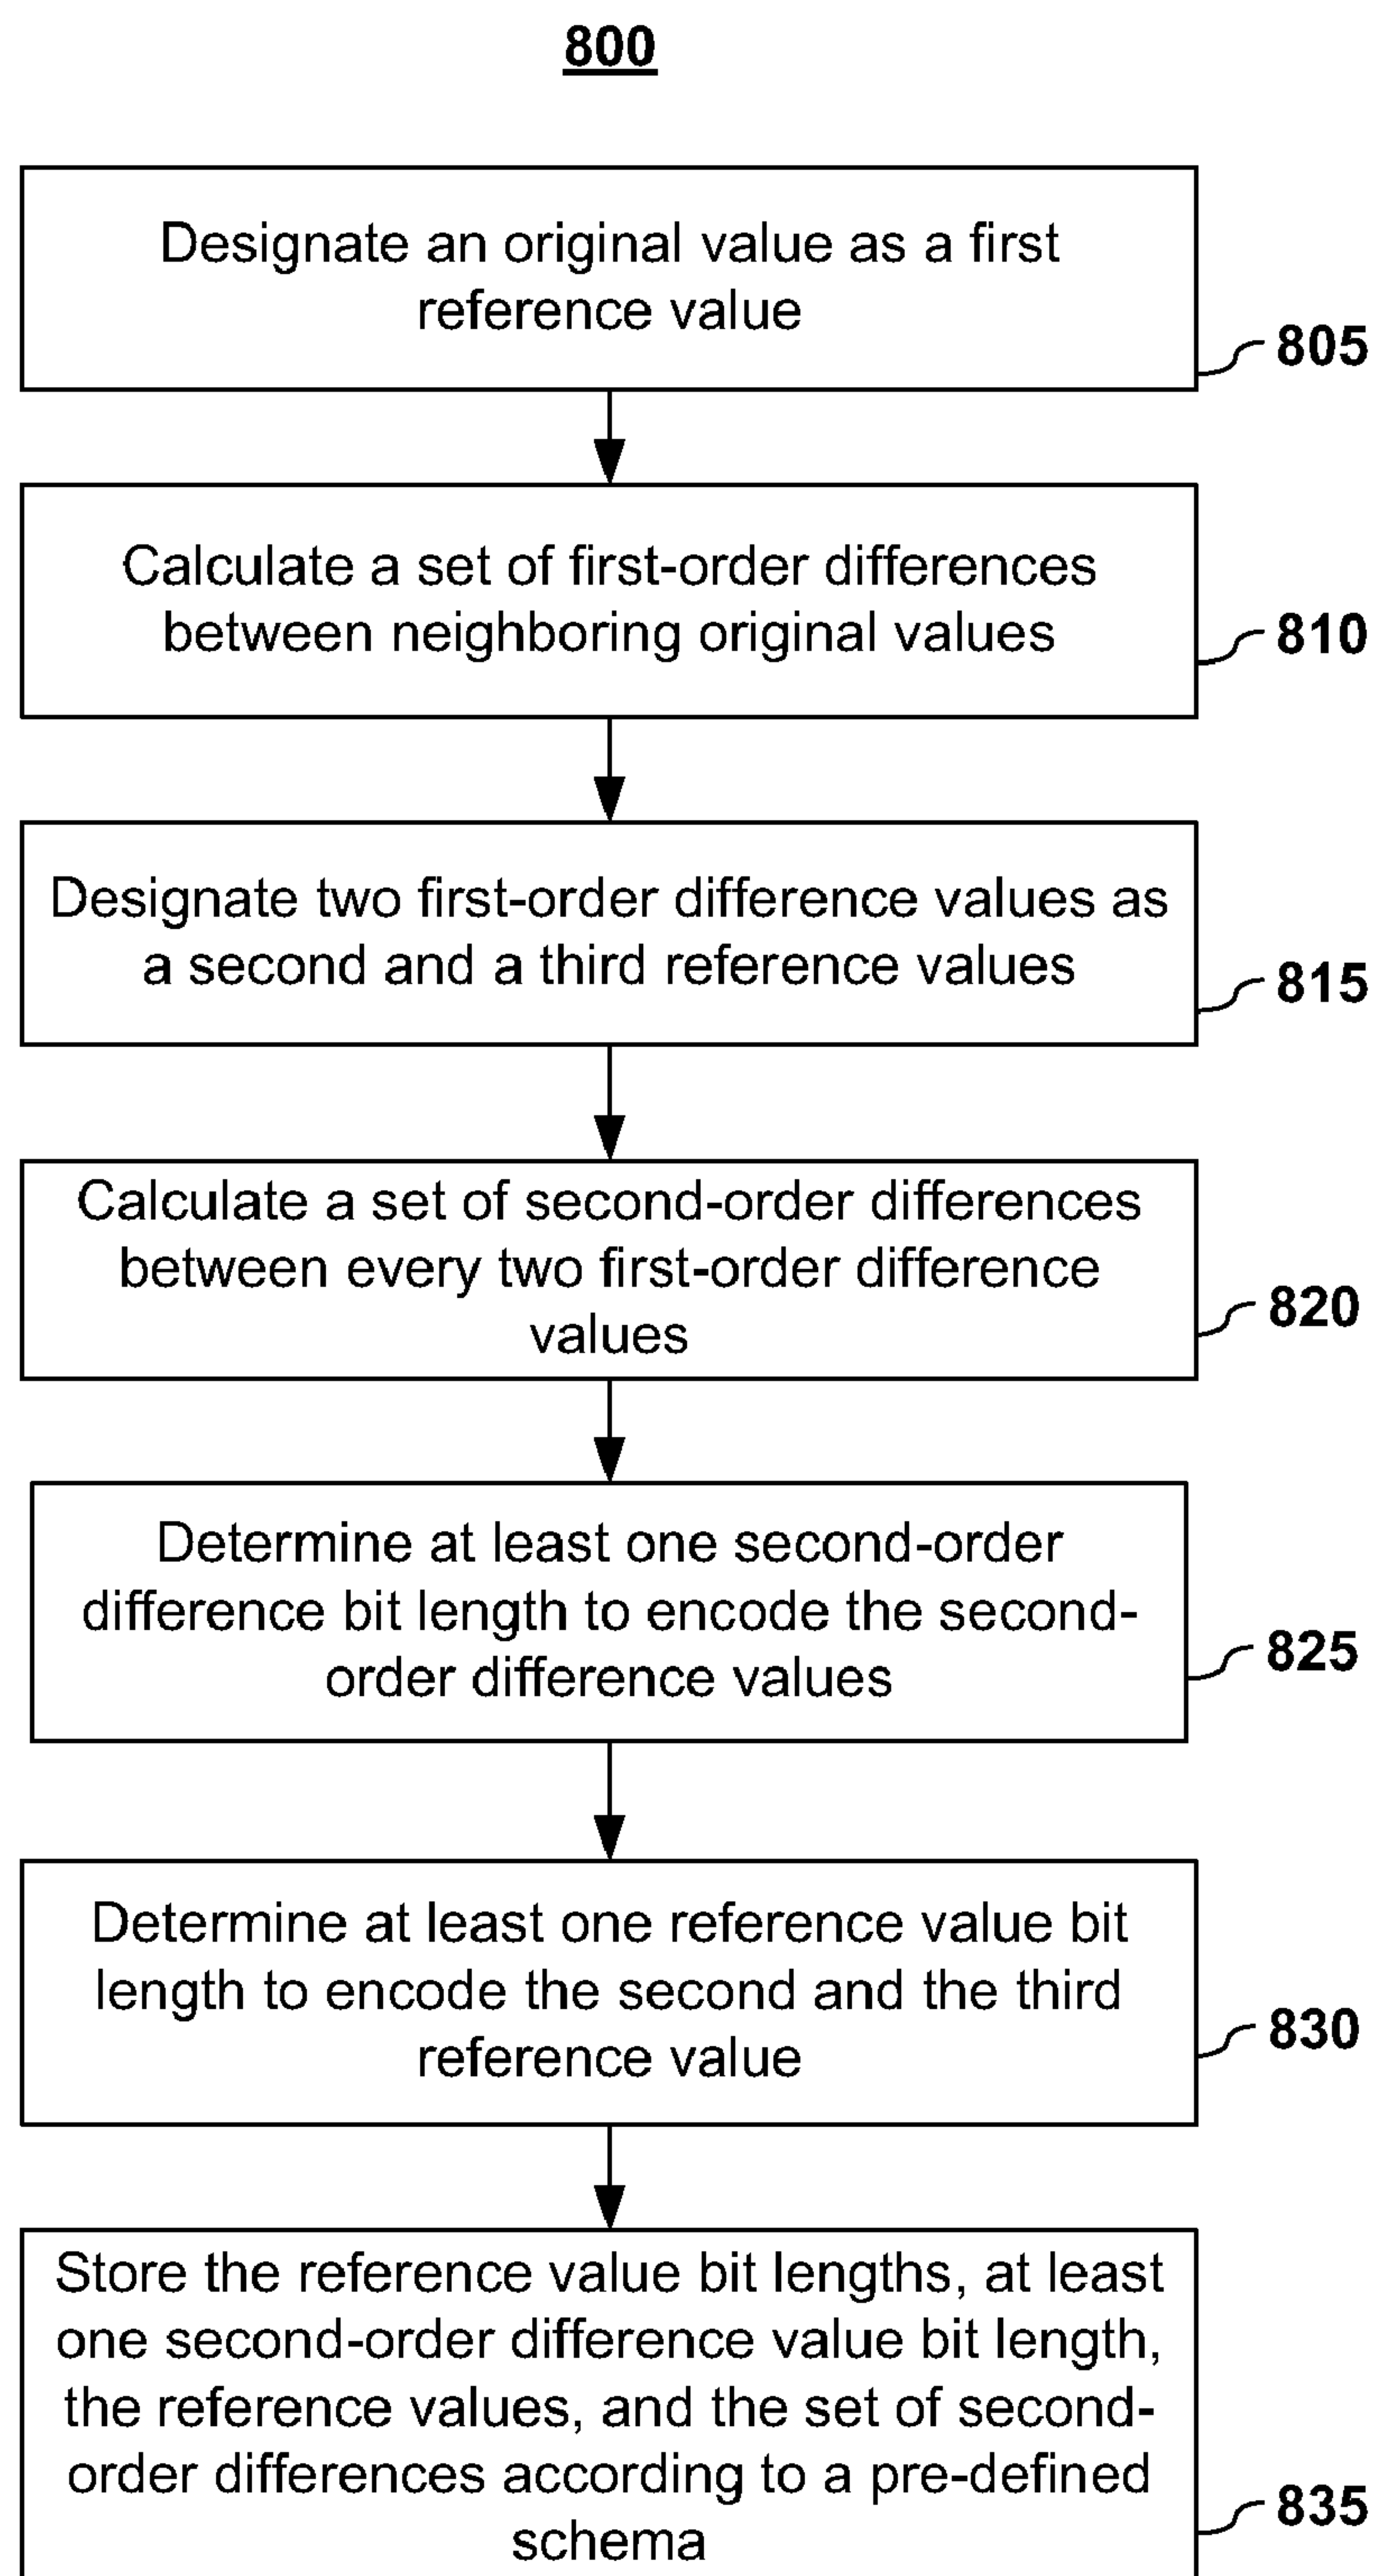 800
Designate an original value as a first
reference value
805
Calculate a set of first-order differences
between neighboring original values
810
Designate two first-order difference values as
a second and a third reference values
815
Calculate a set of second-order differences
between every two first-order difference
values
820
Determine at least one second-order
difference bit length to encode the second-
order difference values
825
Determine at least one reference value bit
length to encode the second and the third
reference value
830
Store the reference value bit lengths, at least
one second-order difference value bit length,
the reference values, and the set of second-
order differences according to a pre-defined
schema
835